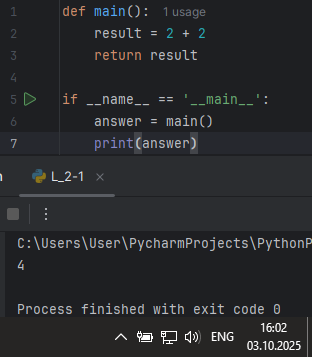 1 def main(): 1 usage
2     result = 2 + 2
3     return result
4
5 if __name__ == '__main__':
6     answer = main()
7     print(answer)
L_2-1 ×
C:\Users\User\PycharmProjects\PythonP
4
Process finished with exit code 0
ENG
16:02
03.10.2025